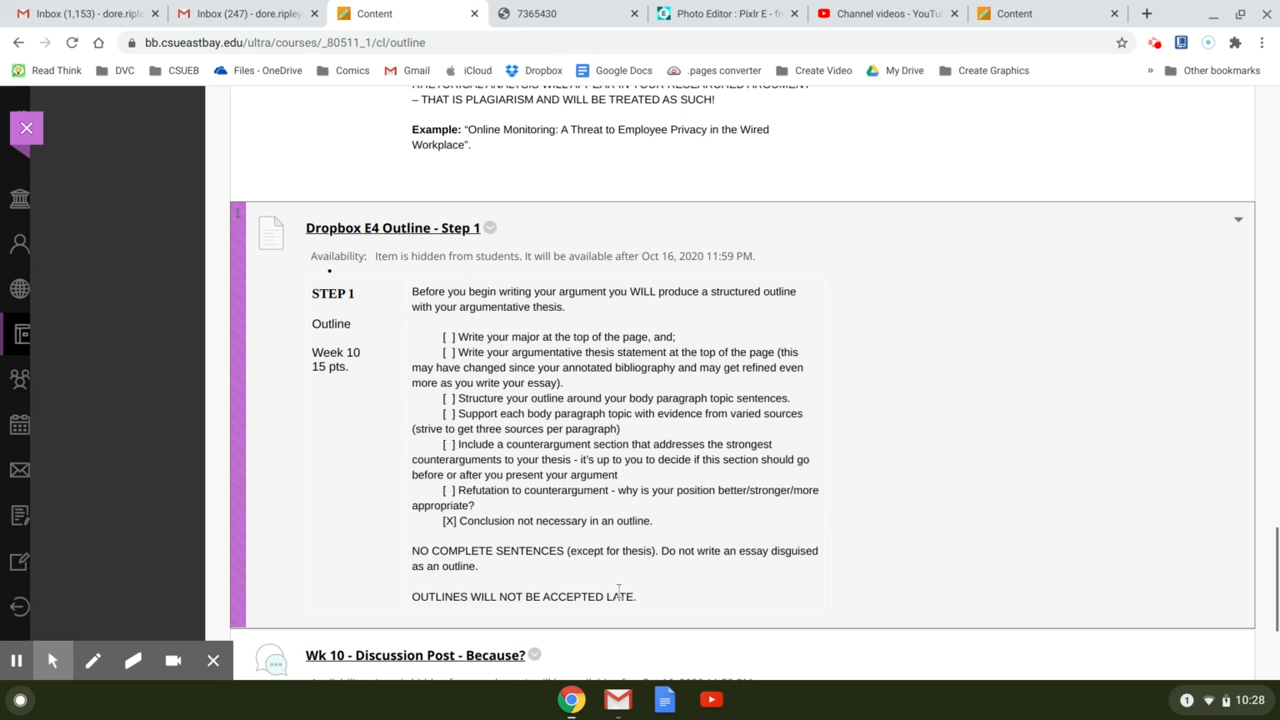 Inbox (1,153) - dore.riple
Inbox (247) - dore.ripley
Content
7365430
Photo Editor : Pixlr E - fr
Channel videos - YouTu
Content
bb.csueastbay.edu/ultra/courses/_80511_1/cl/outline
Read Think
DVC
CSUEB
Files - OneDrive
Comics
Gmail
iCloud
Dropbox
Google Docs
.pages converter
Create Video
My Drive
Create Graphics
»
Other bookmarks
RHETORICAL ANALYSIS WILL APPEAR IN YOUR RESEARCHED ARGUMENT
– THAT IS PLAGIARISM AND WILL BE TREATED AS SUCH!
Example: “Online Monitoring: A Threat to Employee Privacy in the Wired
Workplace”.
Dropbox E4 Outline - Step 1
Availability: Item is hidden from students. It will be available after Oct 16, 2020 11:59 PM.
STEP 1
Outline
Week 10
15 pts.
Before you begin writing your argument you WILL produce a structured outline
with your argumentative thesis.
[ ] Write your major at the top of the page, and;
[ ] Write your argumentative thesis statement at the top of the page (this
may have changed since your annotated bibliography and may get refined even
more as you write your essay).
[ ] Structure your outline around your body paragraph topic sentences.
[ ] Support each body paragraph topic with evidence from varied sources
(strive to get three sources per paragraph)
[ ] Include a counterargument section that addresses the strongest
counterarguments to your thesis - it’s up to you to decide if this section should go
before or after you present your argument
[ ] Refutation to counterargument - why is your position better/stronger/more
appropriate?
[X] Conclusion not necessary in an outline.
NO COMPLETE SENTENCES (except for thesis). Do not write an essay disguised
as an outline.
OUTLINES WILL NOT BE ACCEPTED LATE.
Wk 10 - Discussion Post - Because?
1
10:28